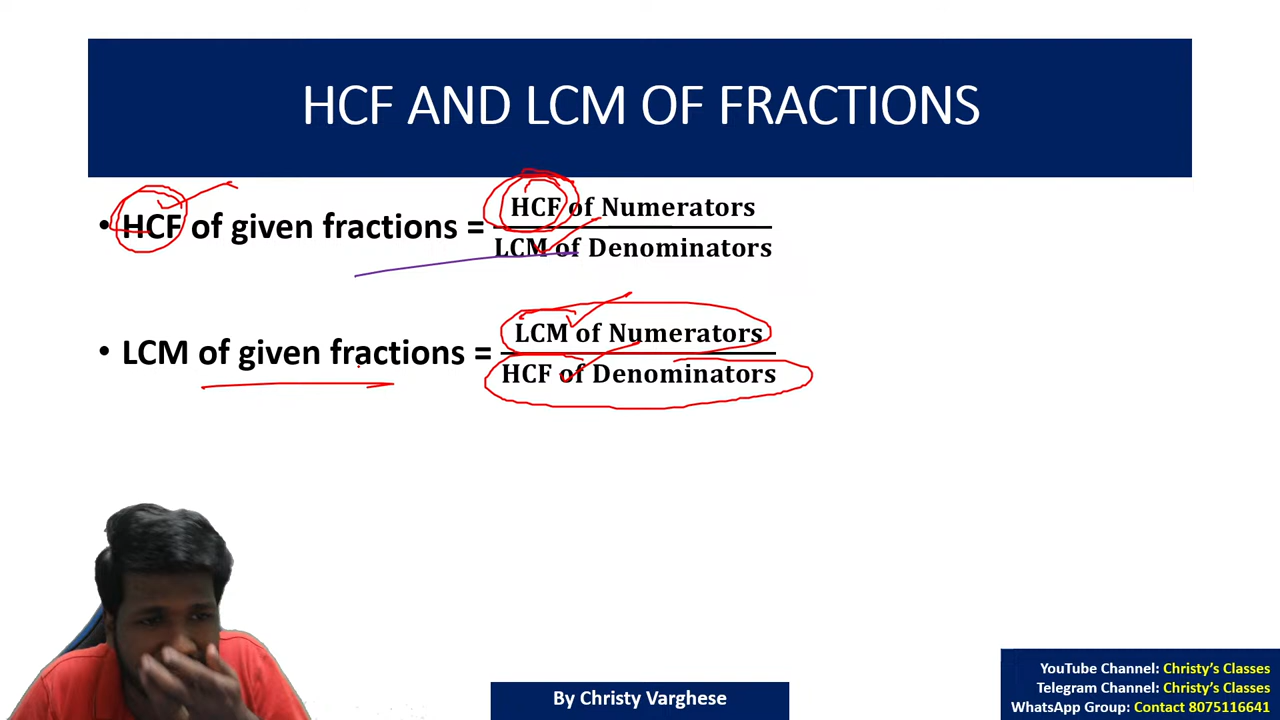 HCF AND LCM OF FRACTIONS
• HCF of given fractions = HCF of Numerators
LCM of Denominators
• LCM of given fractions = LCM of Numerators
HCF of Denominators
By Christy Varghese
YouTube Channel: Christy's Classes
Telegram Channel: Christy's Classes
WhatsApp Group: Contact 8075116641